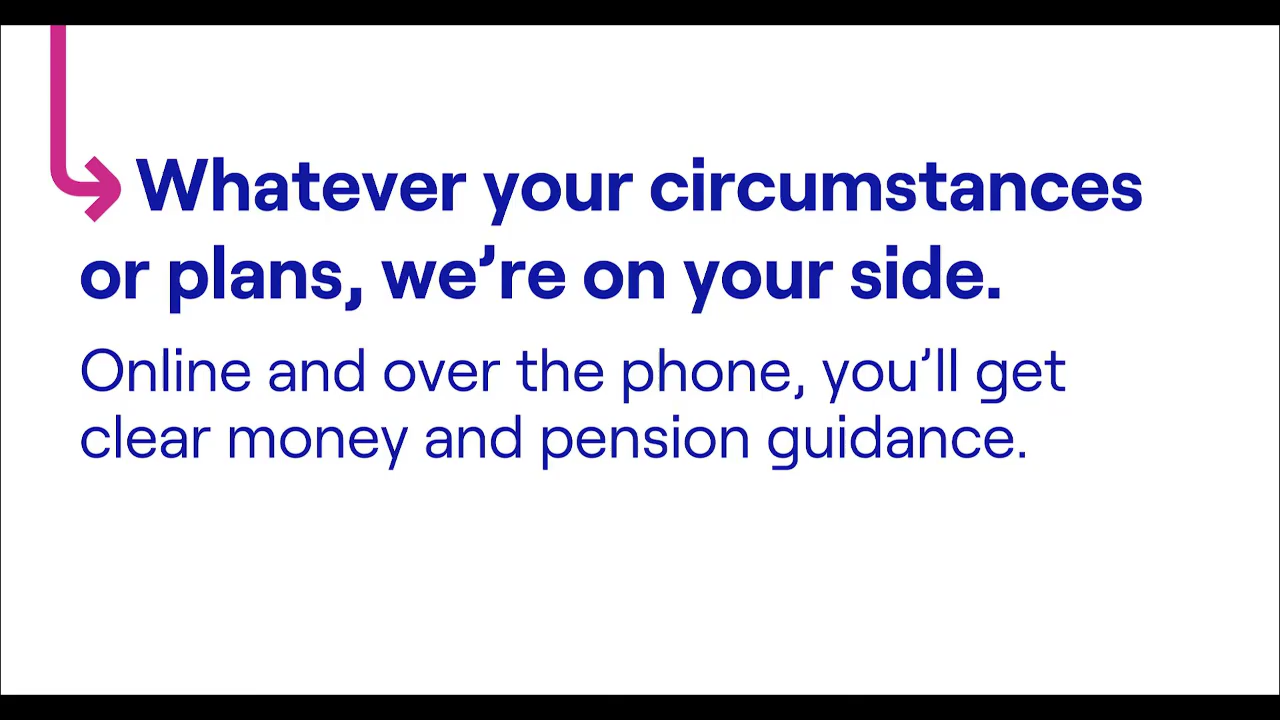 Whatever your circumstances
or plans, we’re on your side.
Online and over the phone, you’ll get
clear money and pension guidance.